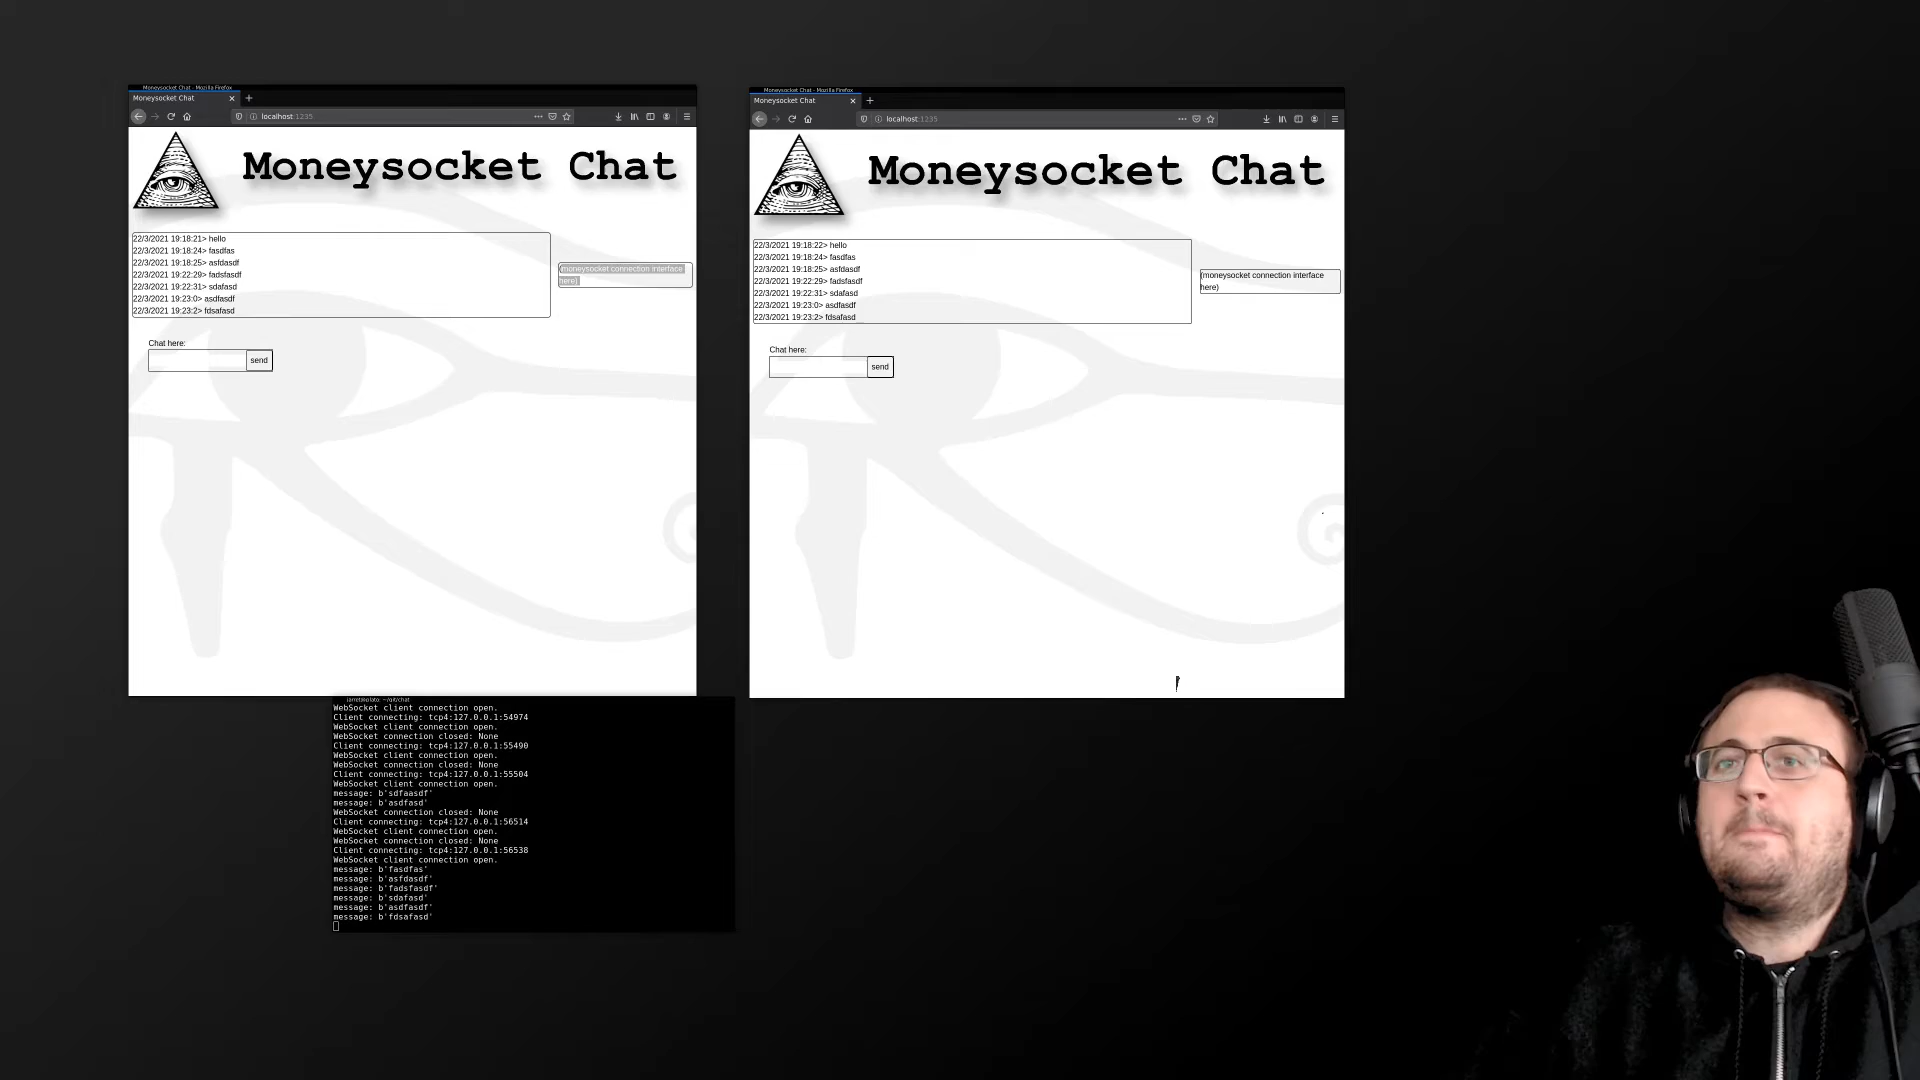 Moneysocket Chat - Mozilla Firefox
Moneysocket Chat
localhost:1235
Moneysocket Chat
22/3/2021 19:18:21> hello
22/3/2021 19:18:24> fasdfas
22/3/2021 19:18:25> asfdasdf
22/3/2021 19:22:29> fadsfasdf
22/3/2021 19:22:31> sdafasd
22/3/2021 19:23:0> asdfasdf
22/3/2021 19:23:2> fdsafasd
(moneysocket connection interface
here)
Chat here:
send
Moneysocket Chat - Mozilla Firefox
Moneysocket Chat
localhost:1235
Moneysocket Chat
22/3/2021 19:18:22> hello
22/3/2021 19:18:24> fasdfas
22/3/2021 19:18:25> asfdasdf
22/3/2021 19:22:29> fadsfasdf
22/3/2021 19:22:31> sdafasd
22/3/2021 19:23:0> asdfasdf
22/3/2021 19:23:2> fdsafasd
(moneysocket connection interface
here)
Chat here:
send
WebSocket client connection open.
Client connecting: tcp4:127.0.0.1:54974
WebSocket client connection open.
WebSocket connection closed: None
Client connecting: tcp4:127.0.0.1:55490
WebSocket client connection open.
WebSocket connection closed: None
Client connecting: tcp4:127.0.0.1:55504
WebSocket client connection open.
message: b'sdfaasdf'
message: b'asdfasd'
WebSocket connection closed: None
Client connecting: tcp4:127.0.0.1:56514
WebSocket client connection open.
WebSocket connection closed: None
Client connecting: tcp4:127.0.0.1:56538
WebSocket client connection open.
message: b'fasdfas'
message: b'asfdasdf'
message: b'fadsfasdf'
message: b'sdafasd'
message: b'asdfasdf'
message: b'fdsafasd'